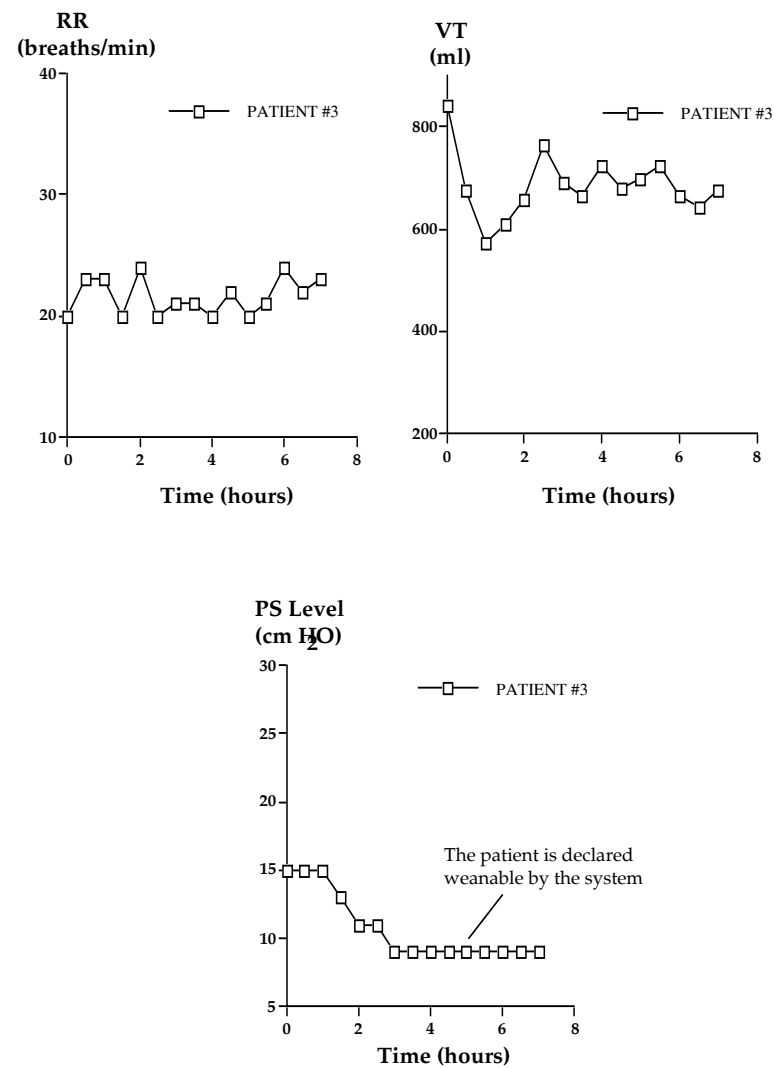 RR
(breaths/min)
40
30
20
10
0 2 4 6 8
Time (hours)
PATIENT #3
VT
(ml)
800
600
400
200
0 2 4 6 8
Time (hours)
PATIENT #3
PS Level
(cm H2O)
30
25
20
15
10
5
0 2 4 6 8
Time (hours)
PATIENT #3
The patient is declared
weanable by the system